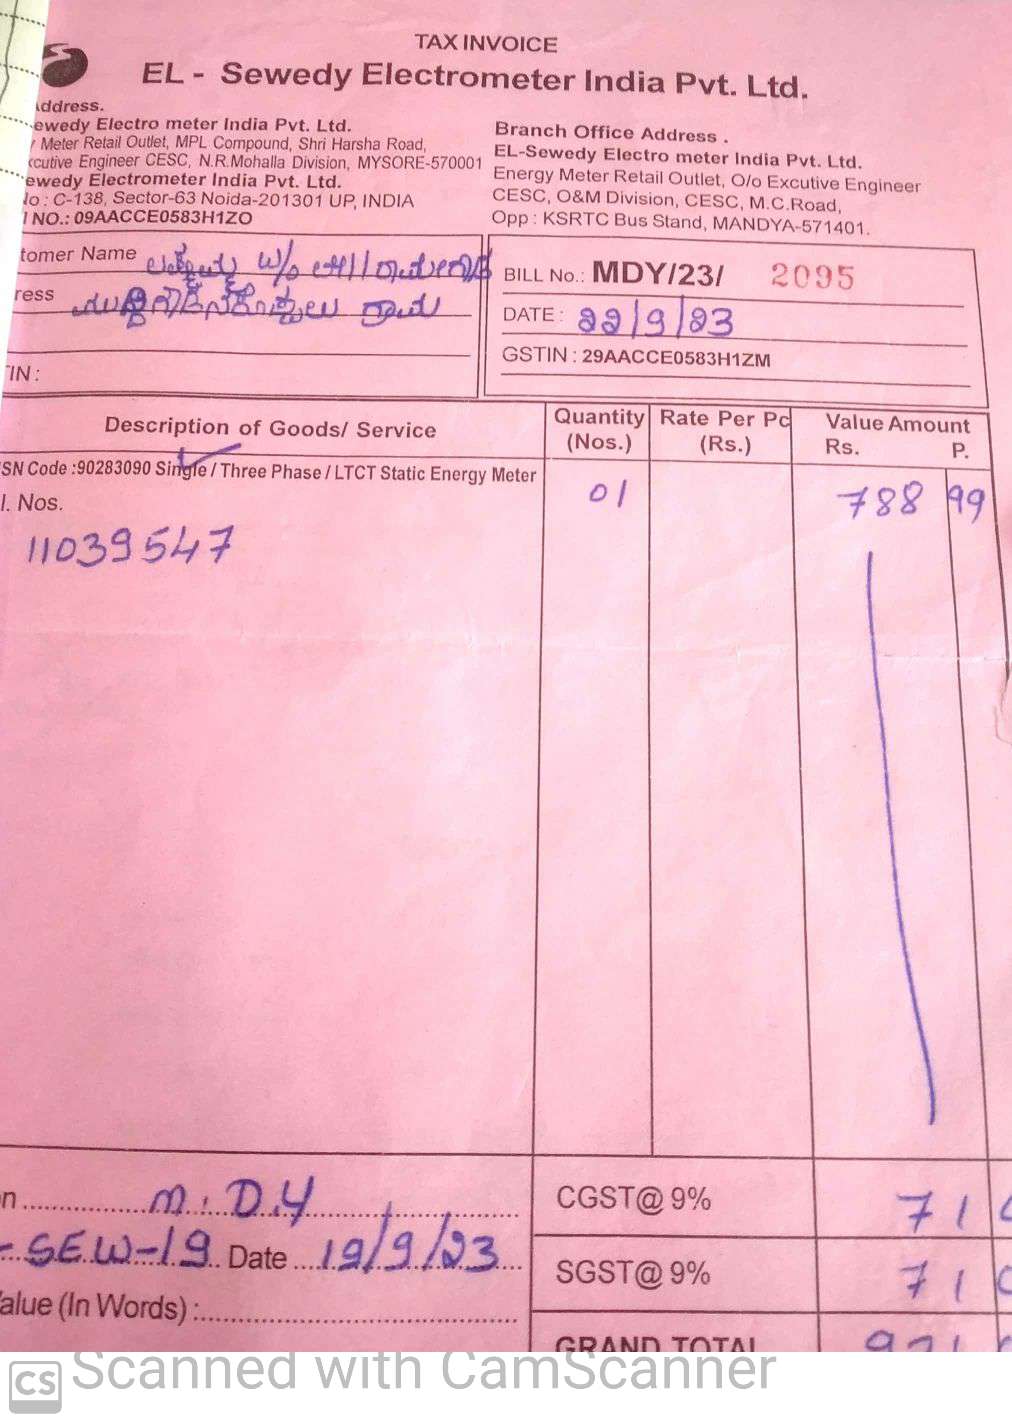 TAX INVOICE
EL - Sewedy Electrometer India Pvt. Ltd.
ddress.
ewedy Electro meter India Pvt. Ltd.
Meter Retail Outlet, MPL Compound, Shri Harsha Road,
cutive Engineer CESC, N.R.Mohalla Division, MYSORE-570001
ewedy Electrometer India Pvt. Ltd.
No : C-138, Sector-63 Noida-201301 UP, INDIA
NO.: 09AACCE0583H1ZO
Branch Office Address .
EL-Sewedy Electro meter India Pvt. Ltd.
Energy Meter Retail Outlet, O/o Excutive Engineer
CESC, O&M Division, CESC, M.C.Road,
Opp : KSRTC Bus Stand, MANDYA-571401.
tomer Name W/o
ress
TIN :
BILL No.: MDY/23/ 2095
DATE : 22/9/23
GSTIN : 29AACCE0583H1ZM
Description of Goods/ Service Quantity (Nos.) Rate Per Pc (Rs.) Value Amount Rs. P.
SN Code :90283090 Single / Three Phase / LTCT Static Energy Meter 01 788 99
l. Nos.
11039547
n M.D.Y
SEW-19 Date 19/9/23
alue (In Words) :
CGST@ 9% 71
SGST@ 9% 71
GRAND TOTAL
CS Scanned with CamScanner